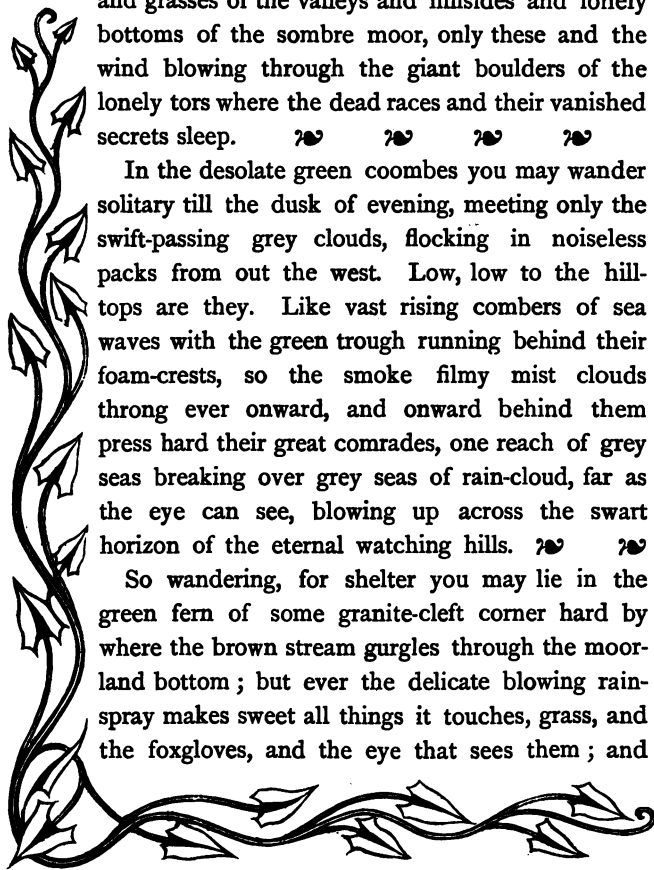 and grasses of the valleys and hillsides and lonely
bottoms of the sombre moor, only these and the
wind blowing through the giant boulders of the
lonely tors where the dead races and their vanished
secrets sleep. ❧ ❧ ❧ ❧
In the desolate green coombes you may wander
solitary till the dusk of evening, meeting only the
swift-passing grey clouds, flocking in noiseless
packs from out the west. Low, low to the hill-
tops are they. Like vast rising combers of sea
waves with the green trough running behind their
foam-crests, so the smoke filmy mist clouds
throng ever onward, and onward behind them
press hard their great comrades, one reach of grey
seas breaking over grey seas of rain-cloud, far as
the eye can see, blowing up across the swart
horizon of the eternal watching hills. ❧ ❧
So wandering, for shelter you may lie in the
green fern of some granite-cleft corner hard by
where the brown stream gurgles through the moor-
land bottom ; but ever the delicate blowing rain-
spray makes sweet all things it touches, grass, and
the foxgloves, and the eye that sees them ; and